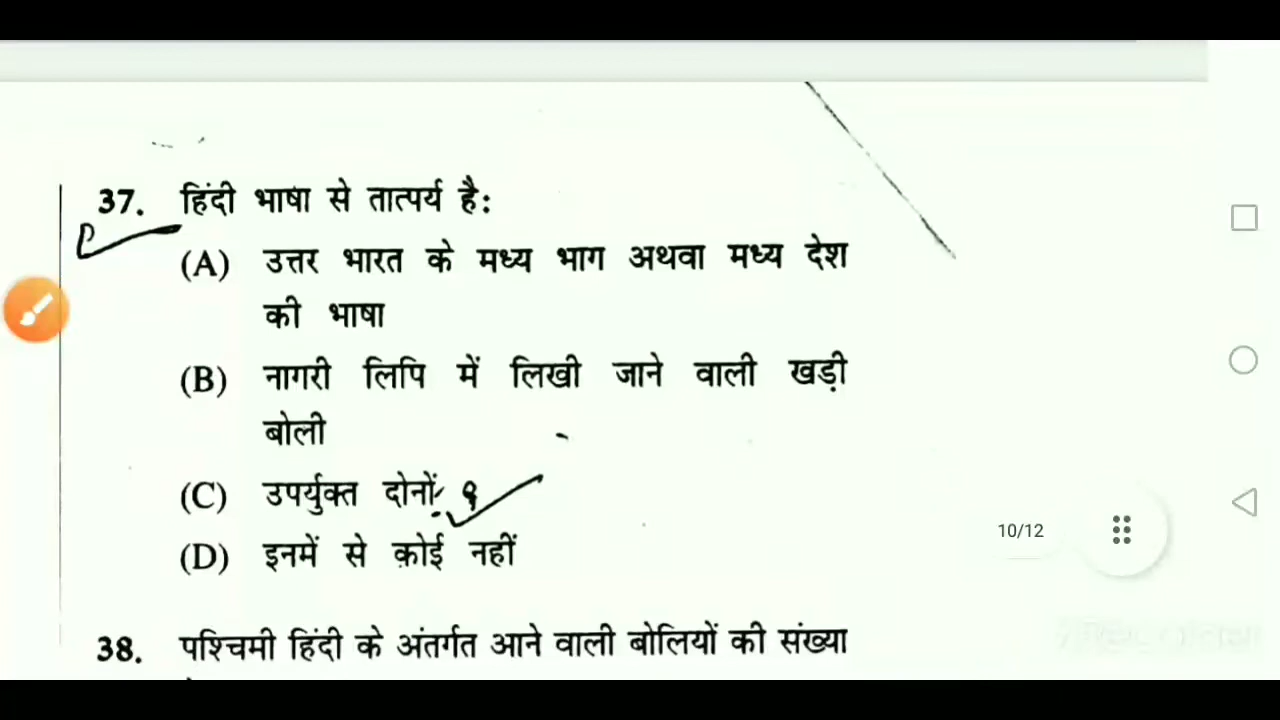 37. हिंदी भाषा से तात्पर्य है:
(A) उत्तर भारत के मध्य भाग अथवा मध्य देश
की भाषा
(B) नागरी लिपि में लिखी जाने वाली खड़ी
बोली
(C) उपर्युक्त दोनों
(D) इनमें से क़ोई नहीं
10/12
38. पश्चिमी हिंदी के अंतर्गत आने वाली बोलियों की संख्या